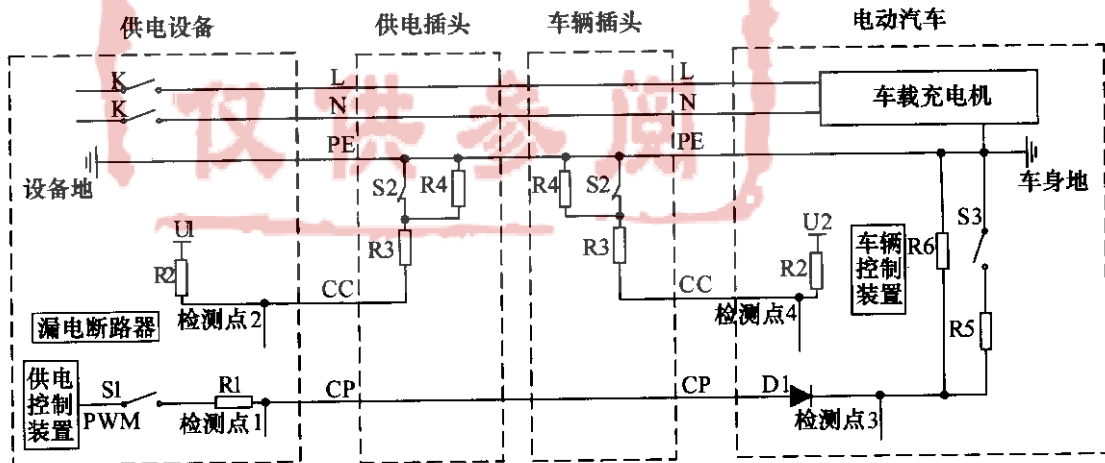 供电设备 供电插头 车辆插头 电动汽车
K L L
车载充电机
K N N
PE PE
设备地 S2 R4 R4 S2 车身地
U1 U2 S3
R2 R3 R3 R2 车辆控制装置 R6
CC CC
漏电断路器 检测点2 检测点4 R5
供电控制装置 S1 R1 CP CP D1
PWM 检测点1 检测点3
仅供参阅